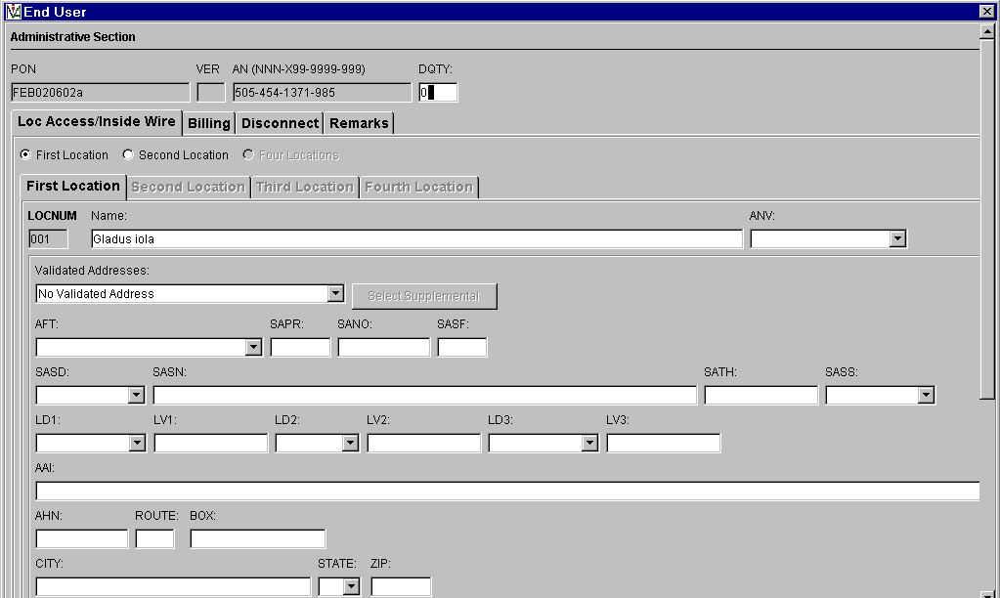 End User
Administrative Section
PON VER AN (NNN-X99-9999-999) DQTY:
FEB020602a 505-454-1371-985 0
Loc Access/Inside Wire Billing Disconnect Remarks
First Location Second Location Four Locations
First Location Second Location Third Location Fourth Location
LOCNUM Name: ANV:
001 Gladus iola
Validated Addresses:
No Validated Address Select Supplemental
AFT: SAPR: SANO: SASF:
SASD: SASN: SATH: SASS:
LD1: LV1: LD2: LV2: LD3: LV3:
AAI:
AHN: ROUTE: BOX:
CITY: STATE: ZIP: